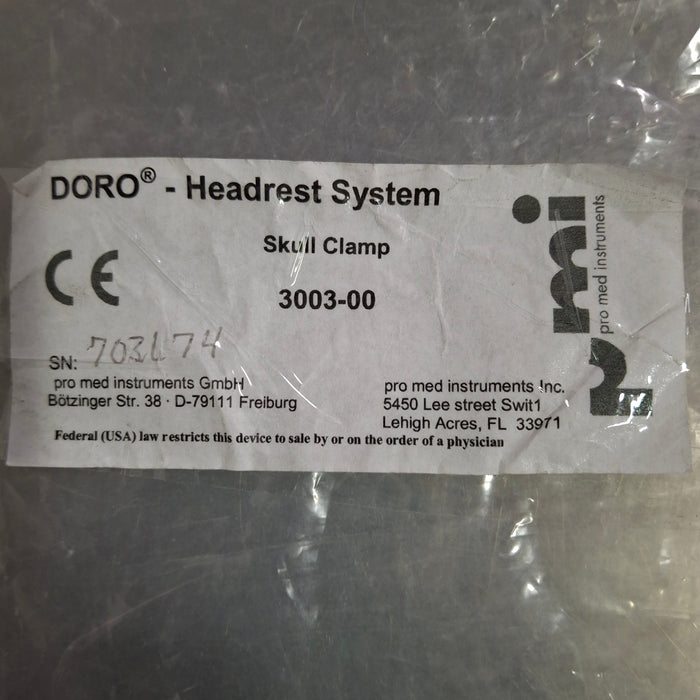 DORO® - Headrest System
Skull Clamp
3003-00
CE
SN:
pro med instruments GmbH
Bötzinger Str. 38 · D-79111 Freiburg
pro med instruments Inc.
5450 Lee street Swit1
Lehigh Acres, FL 33971
Federal (USA) law restricts this device to sale by or on the order of a physician
pmi
pro med instruments